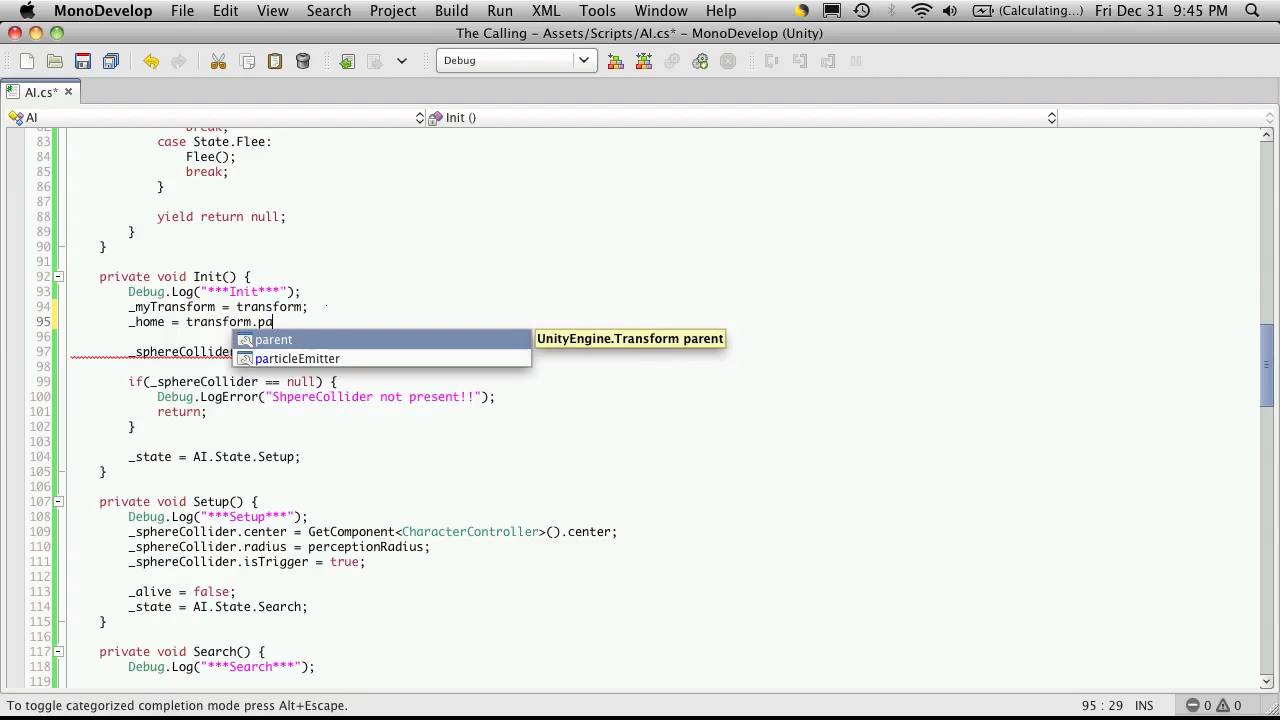 MonoDevelop File Edit View Search Project Build Run XML Tools Window Help (Calculating...) Fri Dec 31 9:45 PM
The Calling - Assets/Scripts/AI.cs* - MonoDevelop (Unity)
Debug
AI.cs* ×
AI Init ()
82 break;
83 case State.Flee:
84 Flee();
85 break;
86 }
87
88 yield return null;
89 }
90 }
91
92 private void Init() {
93 Debug.Log("***Init***");
94 _myTransform = transform;
95 _home = transform.pa
96 parent UnityEngine.Transform parent
97 _sphereCollider particleEmitter
98
99 if(_sphereCollider == null) {
100 Debug.LogError("ShpereCollider not present!!");
101 return;
102 }
103
104 _state = AI.State.Setup;
105 }
106
107 private void Setup() {
108 Debug.Log("***Setup***");
109 _sphereCollider.center = GetComponent<CharacterController>().center;
110 _sphereCollider.radius = perceptionRadius;
111 _sphereCollider.isTrigger = true;
112
113 _alive = false;
114 _state = AI.State.Search;
115 }
116
117 private void Search() {
118 Debug.Log("***Search***");
119
To toggle categorized completion mode press Alt+Escape. 95 : 29 INS 0 0